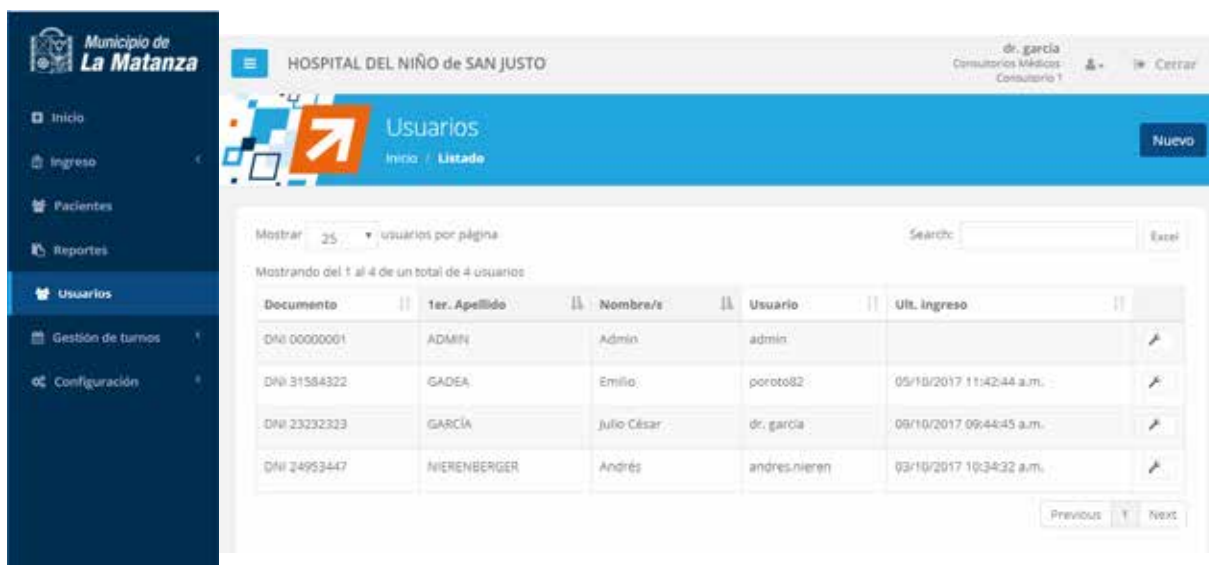 Municipio de
La Matanza
HOSPITAL DEL NIÑO de SAN JUSTO
dr. garcía
Consultorios Médicos
Consultorio 1
Cerrar
Inicio
Ingreso
Pacientes
Reportes
Usuarios
Gestión de turnos
Configuración
Usuarios
Inicio / Listado
Nuevo
Mostrar 25 usuarios por página
Search:
Excel
Mostrando del 1 al 4 de un total de 4 usuarios
Documento 1er. Apellido Nombre/s Usuario Ult. ingreso
DNI 00000001 ADMIN Admin admin
DNI 31584322 GADEA Emilio poroto82 05/10/2017 11:42:44 a.m.
DNI 23232323 GARCÍA Julio César dr. garcia 09/10/2017 09:44:45 a.m.
DNI 24953447 NIERENBERGER Andrés andres.nieren 03/10/2017 10:34:32 a.m.
Previous 1 Next